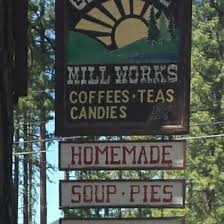 MILL WORKS
COFFEES · TEAS
CANDIES
HOMEMADE
SOUP · PIES